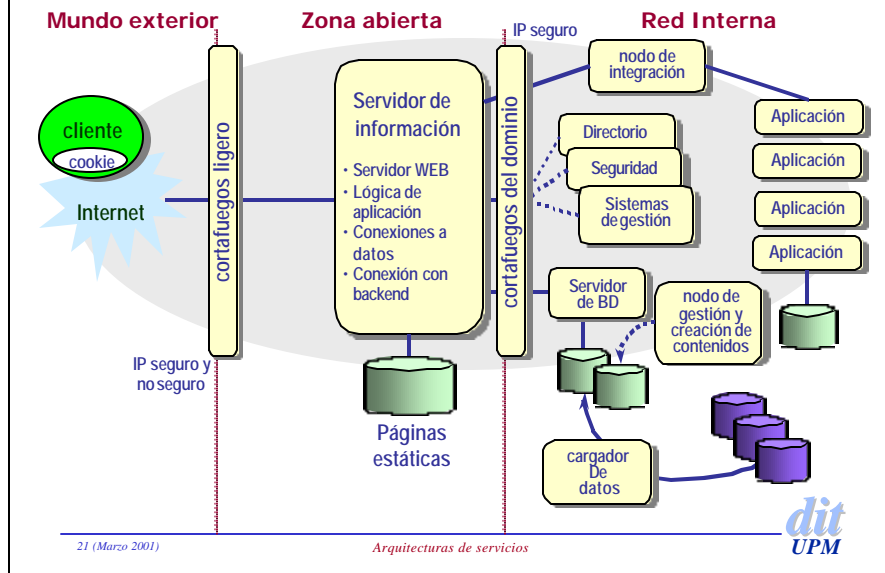 Mundo exterior
Zona abierta
Red Interna
IP seguro
cliente
cookie
Internet
cortafuegos ligero
IP seguro y
no seguro
Servidor de
información
· Servidor WEB
· Lógica de
aplicación
· Conexiones a
datos
· Conexión con
backend
Páginas
estáticas
cortafuegos del dominio
nodo de
integración
Directorio
Seguridad
Sistemas
de gestión
Aplicación
Aplicación
Aplicación
Aplicación
Servidor
de BD
nodo de
gestión y
creación de
contenidos
cargador
De
datos
21 (Marzo 2001)
Arquitecturas de servicios
dit
UPM